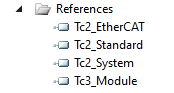 References
Tc2_EtherCAT
Tc2_Standard
Tc2_System
Tc3_Module